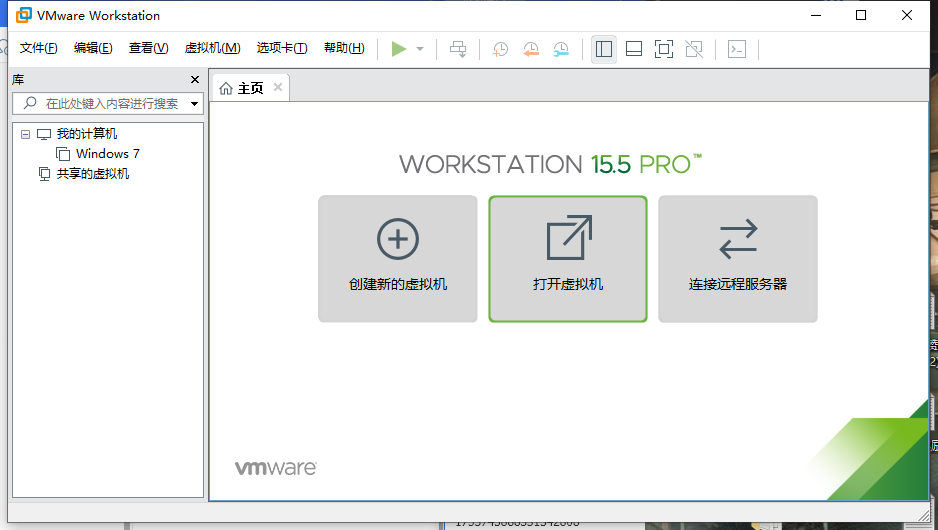 VMware Workstation
文件(F) 编辑(E) 查看(V) 虚拟机(M) 选项卡(T) 帮助(H)
库
在此处键入内容进行搜索
我的计算机
Windows 7
共享的虚拟机
主页
WORKSTATION 15.5 PRO™
创建新的虚拟机
打开虚拟机
连接远程服务器
vmware